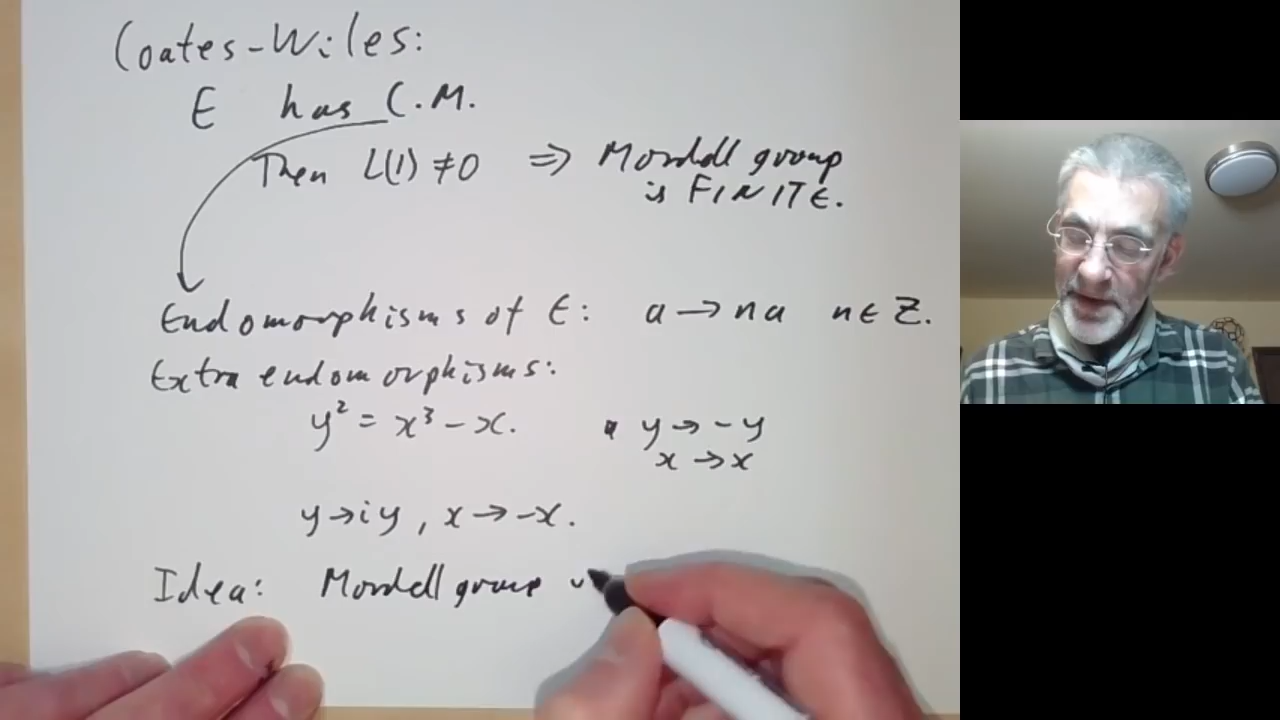 Coates-Wiles:
E has C.M.
Then L(1) ≠ 0 ⇒ Mordell group
is FINITE.
Endomorphisms of E: a → na n ∈ Z.
Extra endomorphisms:
y² = x³ - x. y → -y
x → x
y → iy, x → -x.
Idea: Mordell group